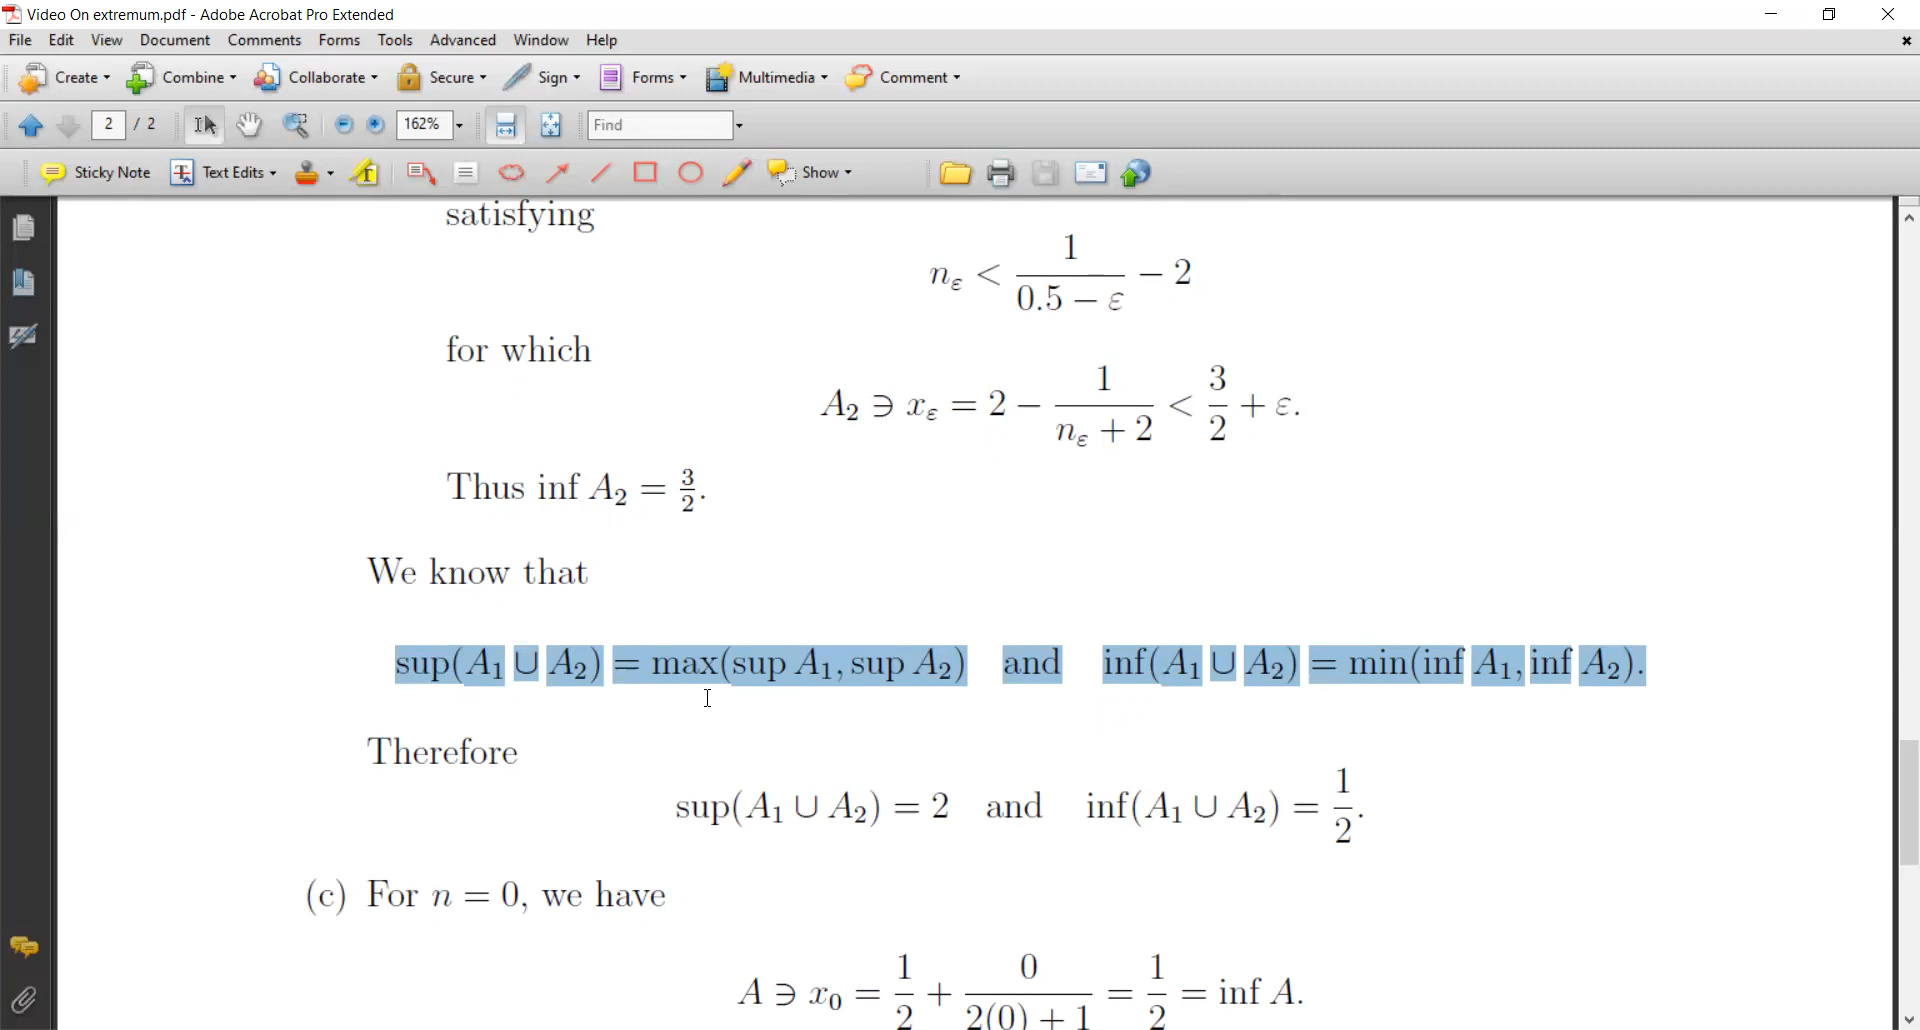 Video On extremum.pdf - Adobe Acrobat Pro Extended
File Edit View Document Comments Forms Tools Advanced Window Help
Create Combine Collaborate Secure Sign Forms Multimedia Comment
2 / 2 162% Find
Sticky Note Text Edits Show
satisfying
n_ε < 1/(0.5 − ε) − 2
for which
A₂ ∋ x_ε = 2 − 1/(n_ε + 2) < 3/2 + ε.
Thus inf A₂ = 3/2.
We know that
sup(A₁ ∪ A₂) = max(sup A₁, sup A₂) and inf(A₁ ∪ A₂) = min(inf A₁, inf A₂).
Therefore
sup(A₁ ∪ A₂) = 2 and inf(A₁ ∪ A₂) = 1/2.
(c) For n = 0, we have
A ∋ x₀ = 1/2 + 0/(2(0) + 1) = 1/2 = inf A.